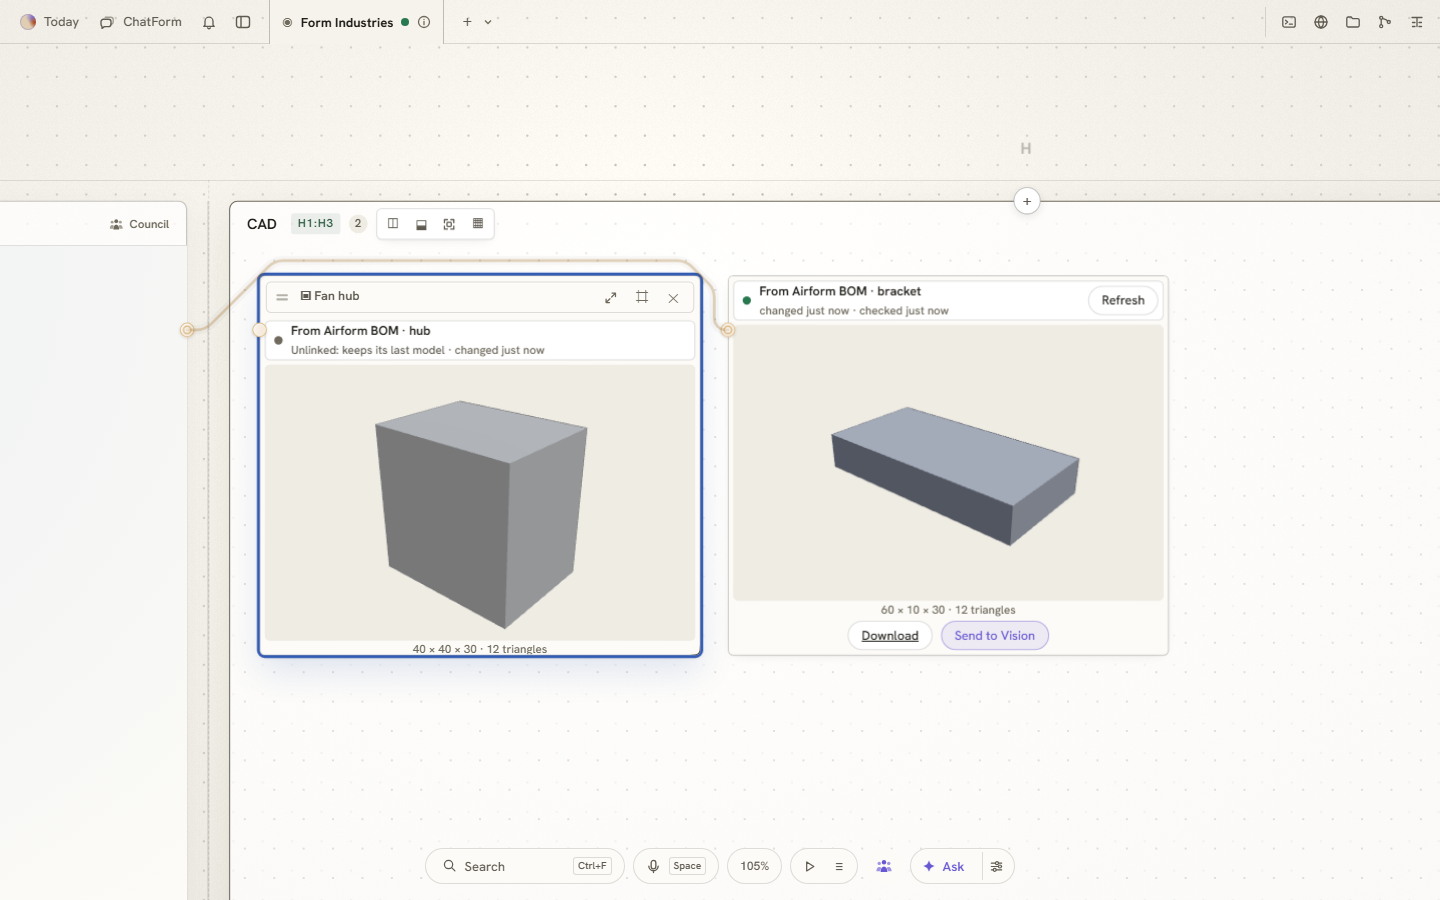 Today
ChatForm
Form Industries
H
Council
CAD
H1:H3
2
Fan hub
From Airform BOM · hub
Unlinked: keeps its last model · changed just now
40 × 40 × 30 · 12 triangles
From Airform BOM · bracket
changed just now · checked just now
Refresh
60 × 10 × 30 · 12 triangles
Download
Send to Vision
Search
Ctrl+F
Space
105%
Ask